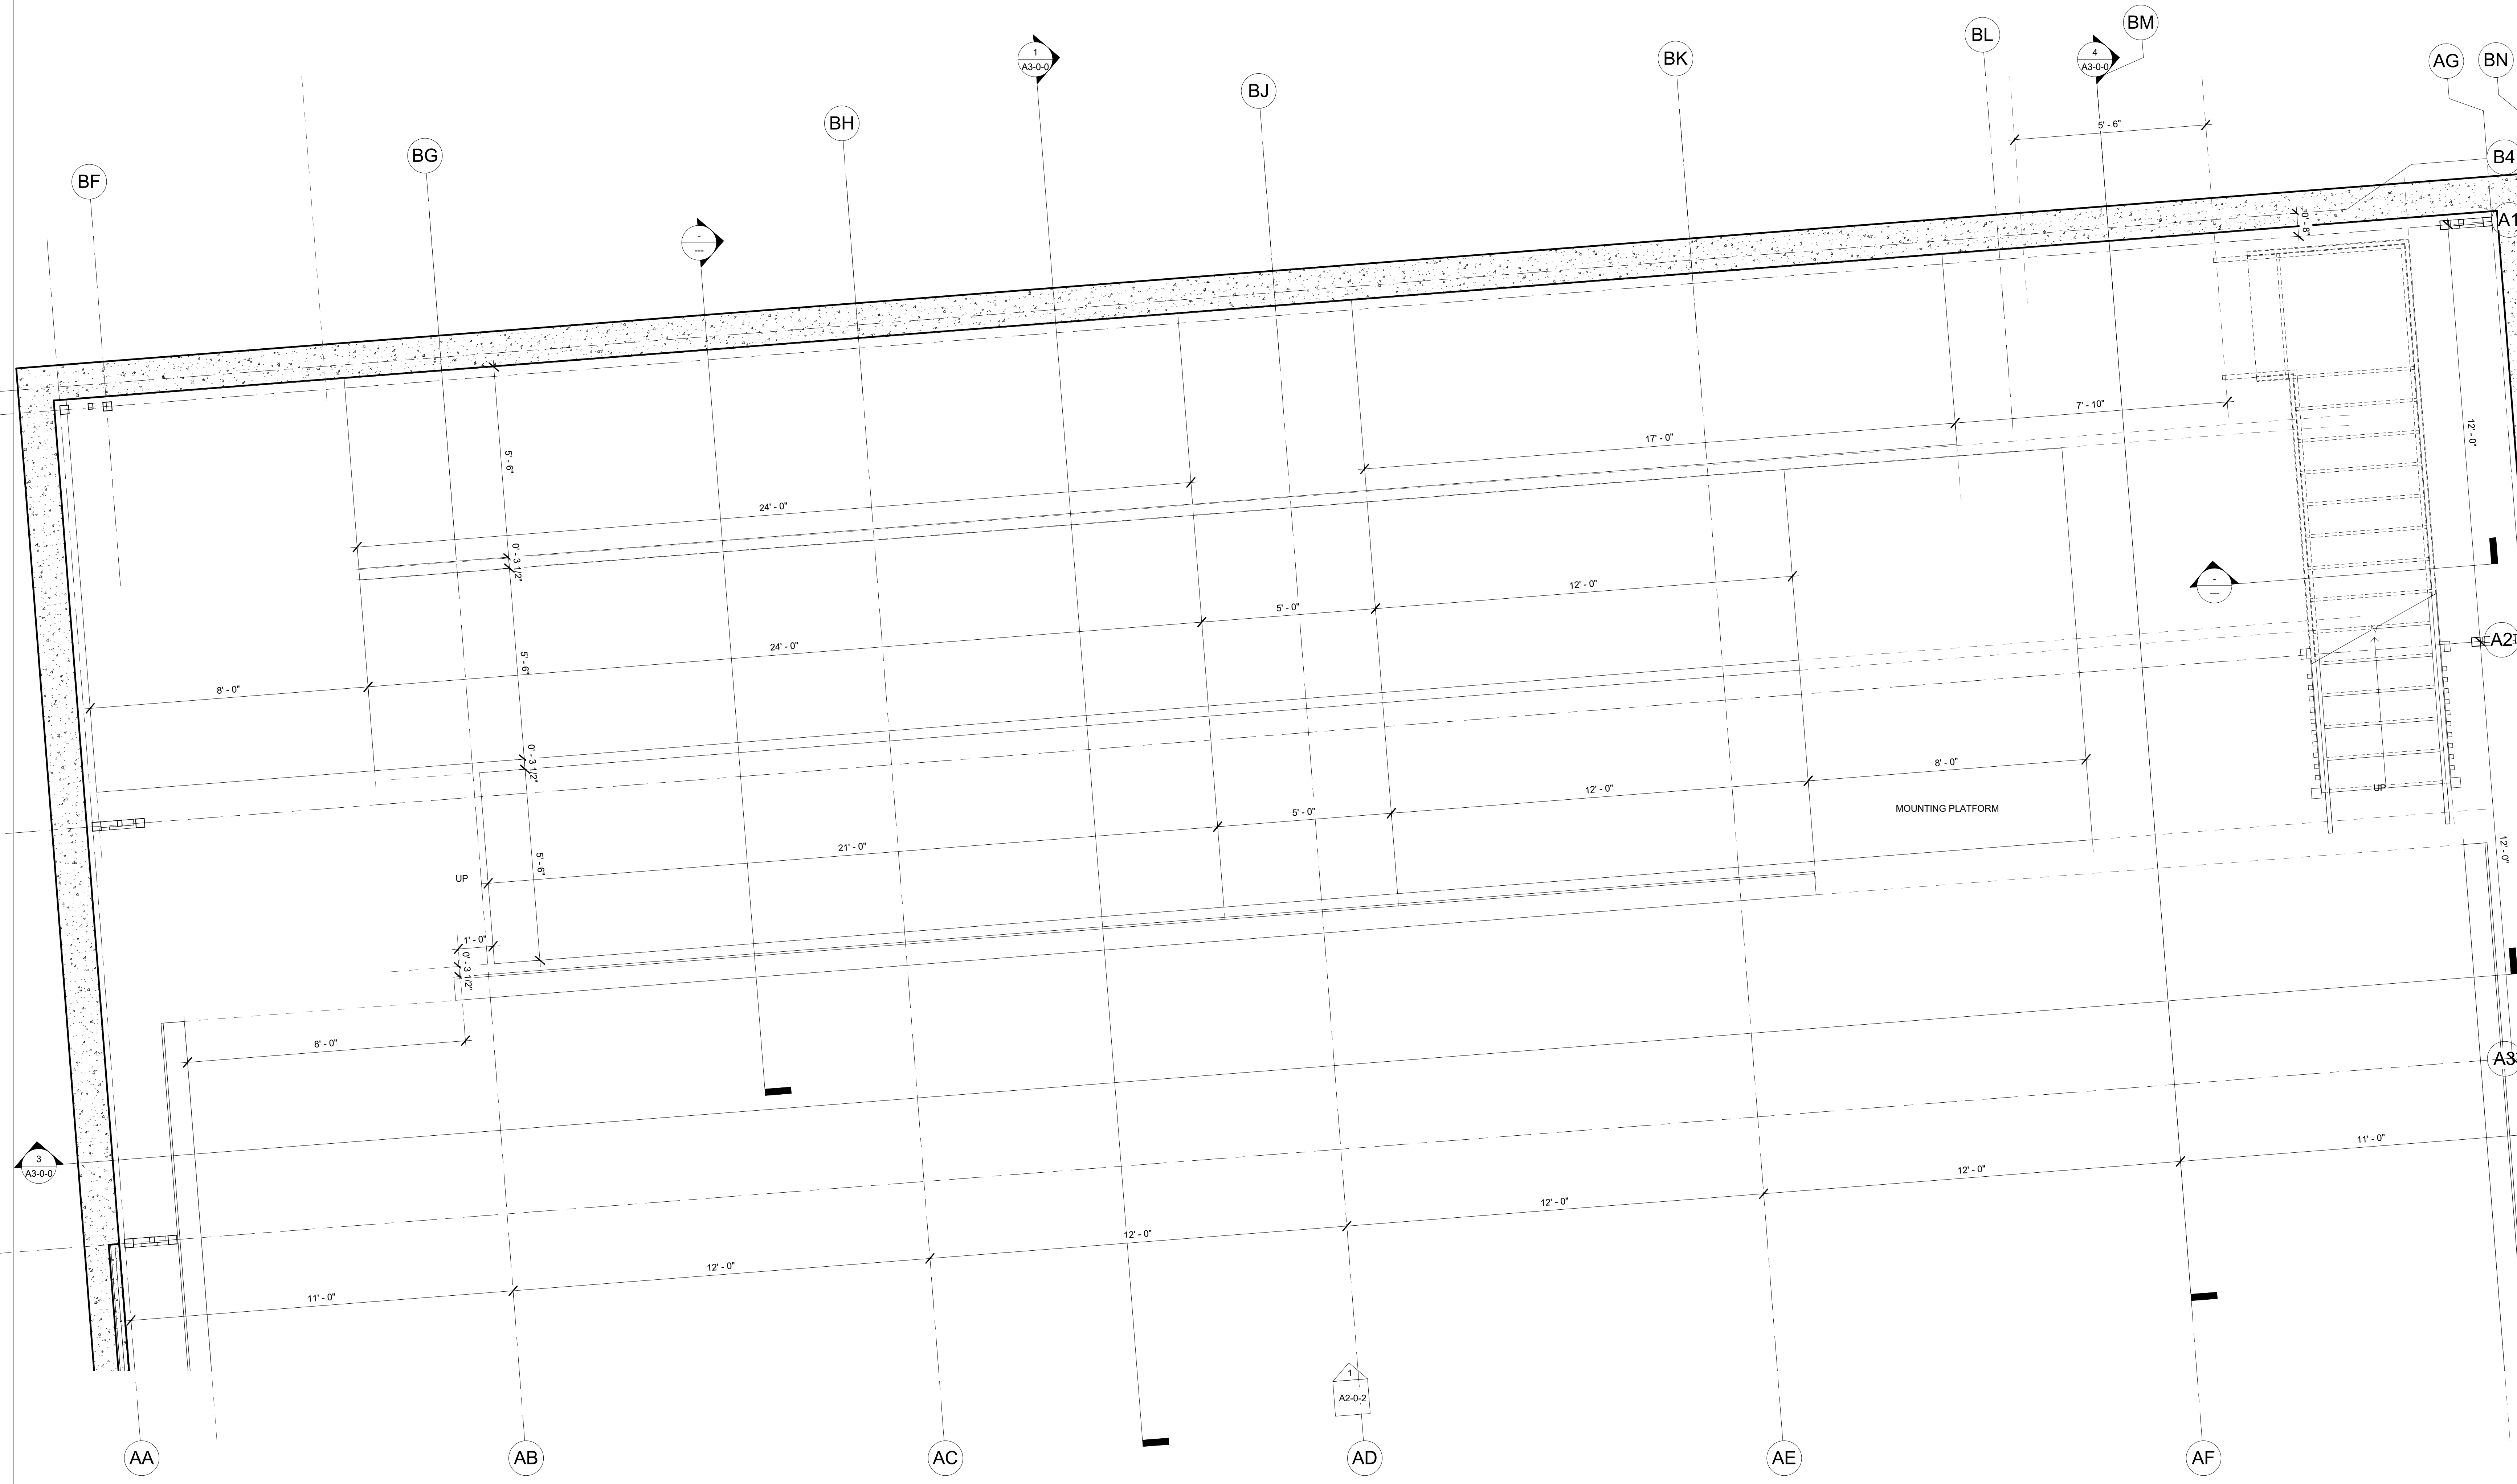 BM
BL
1
A3-0-0
4
A3-0-0
BK
AG
BN
BJ
BH
5' - 6"
BG
B4
BF
A1
0' - 8"
-
---
3
7' - 10"
17' - 0"
12' - 0"
5' - 6"
24' - 0"
0' - 3 1/2"
12' - 0"
-
---
5' - 0"
24' - 0"
5' - 6"
A2
8' - 0"
0' - 3 1/2"
8' - 0"
12' - 0"
UP
MOUNTING PLATFORM
5' - 0"
21' - 0"
12' - 0"
5' - 6"
UP
1' - 0"
0' - 3 1/2"
8' - 0"
A3
3
A3-0-0
11' - 0"
12' - 0"
12' - 0"
12' - 0"
12' - 0"
11' - 0"
1
A2-0-2
AA
AB
AC
AD
AE
AF